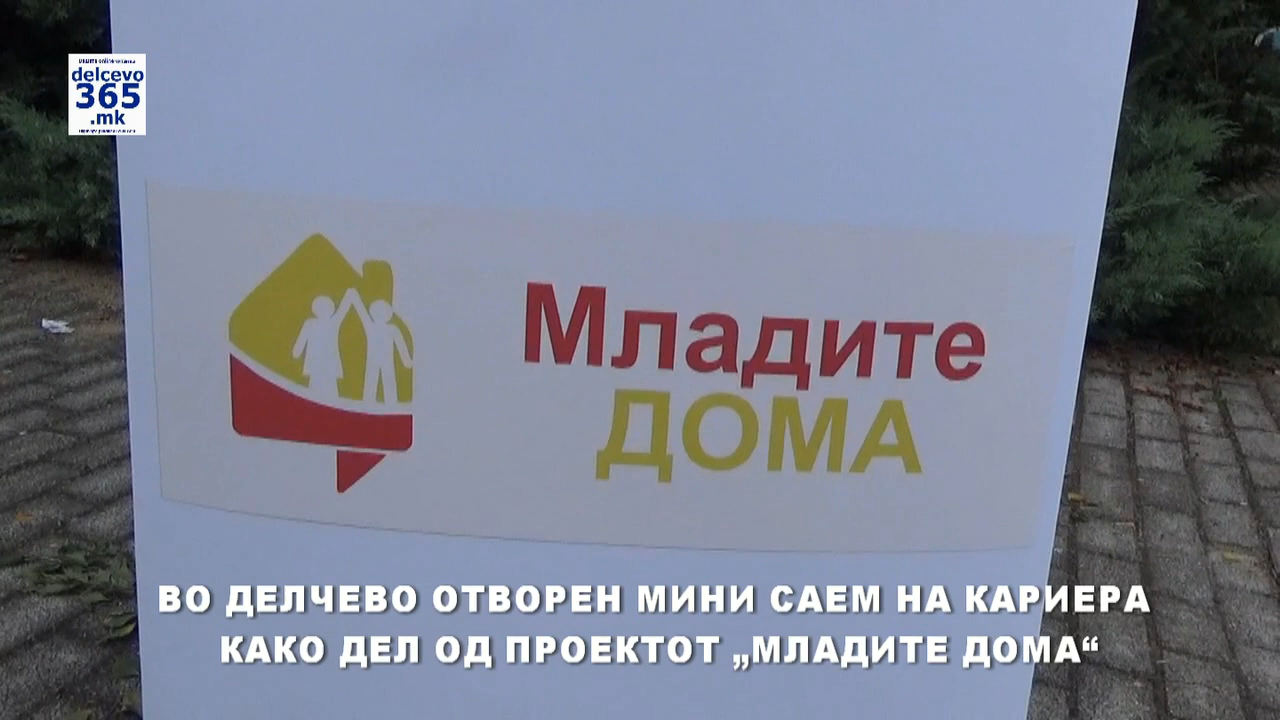 delcevo
365
.mk
Младите
ДОМА
ВО ДЕЛЧЕВО ОТВОРЕН МИНИ САЕМ НА КАРИЕРА
КАКО ДЕЛ ОД ПРОЕКТОТ „МЛАДИТЕ ДОМА“